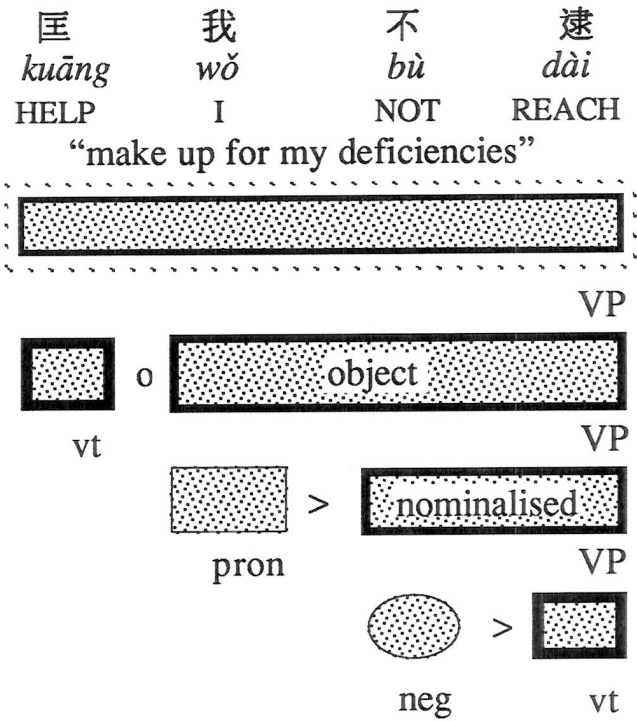 匡 我 不 逮
kuāng wǒ bù dài
HELP I NOT REACH
“make up for my deficiencies”
VP
o object
vt VP
> nominalised
pron VP
>
neg vt